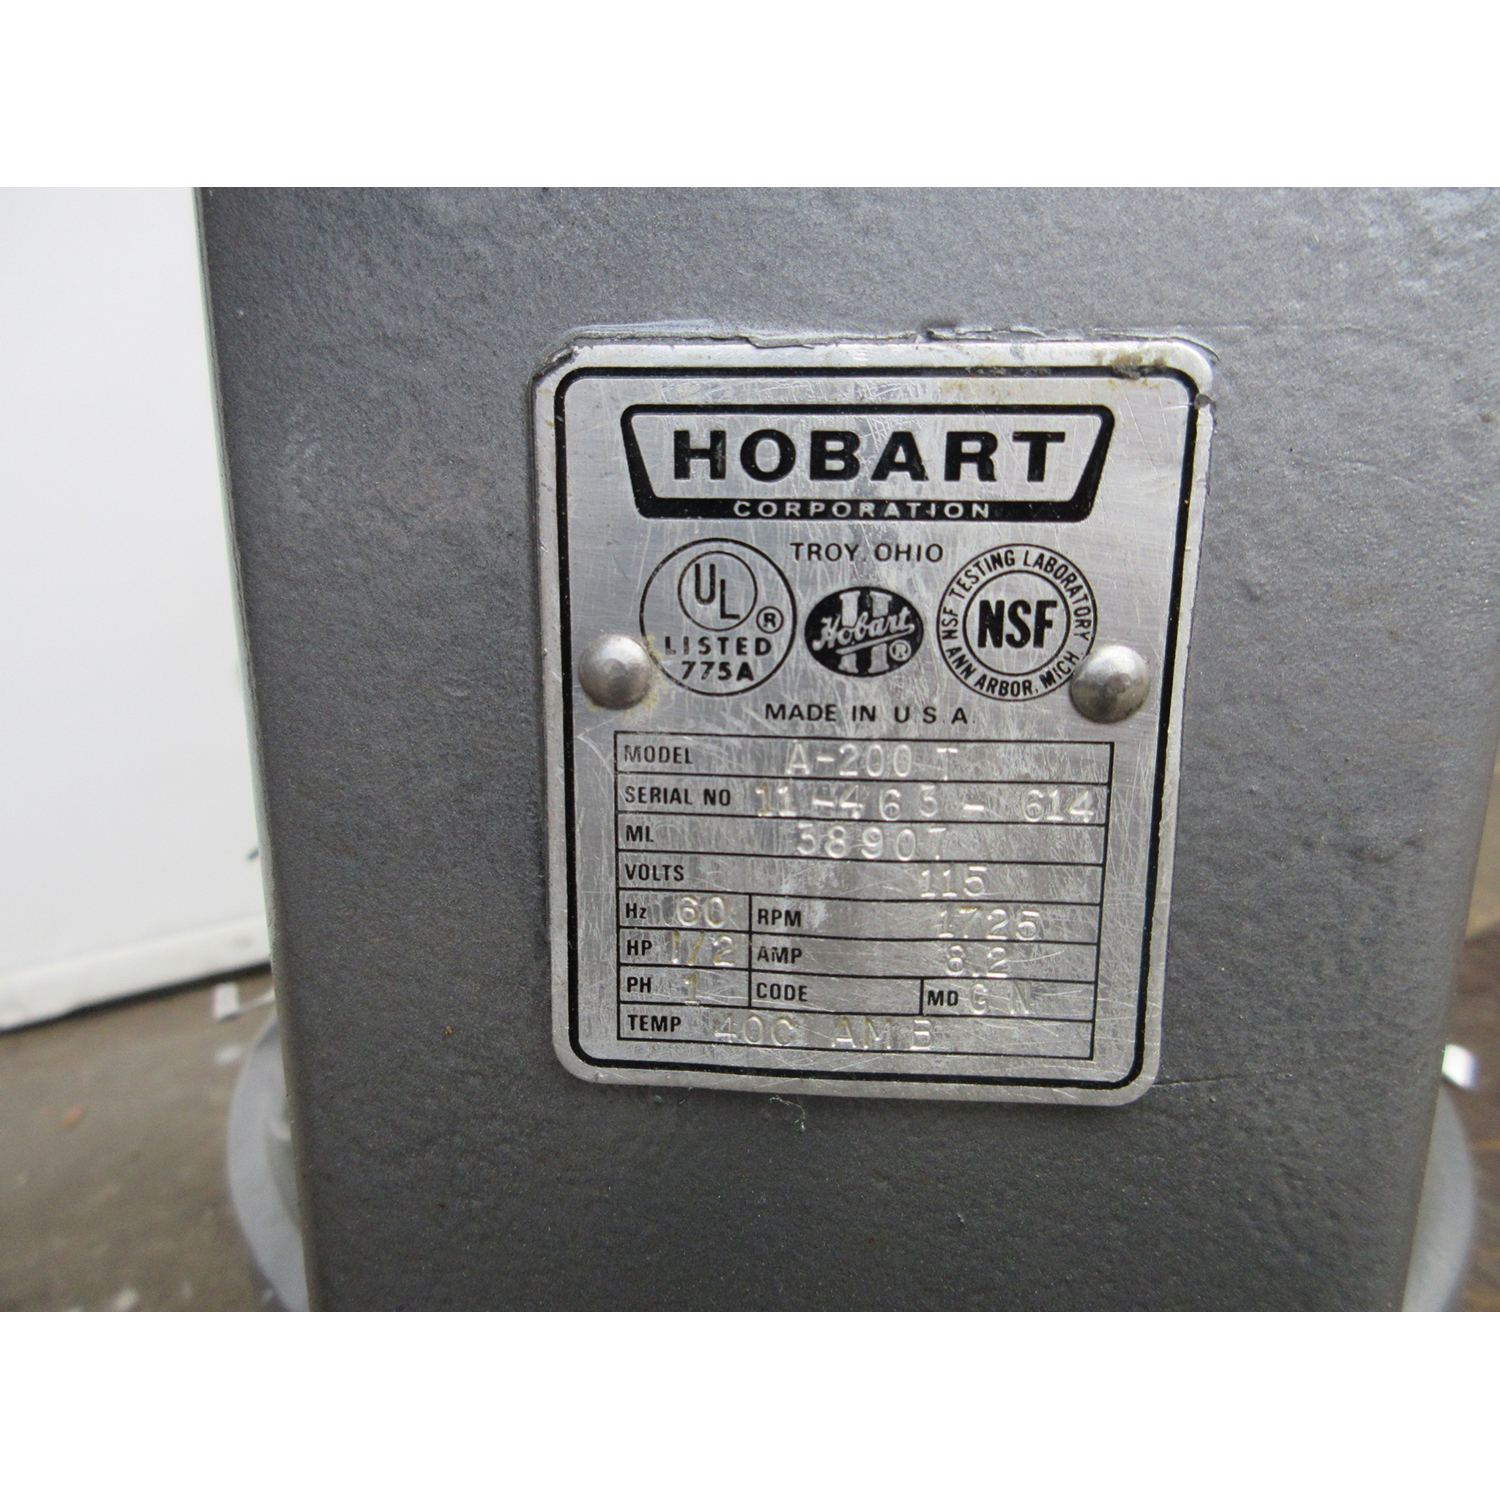 HOBART
CORPORATION
TROY, OHIO
UL ®
LISTED
775A
Hobart ®
NSF TESTING LABORATORY
NSF
ANN ARBOR, MICH
MADE IN U.S.A.
MODEL A-200 T
SERIAL NO 11-463-614
ML 38907
VOLTS 115
Hz 60 RPM 1725
HP 1/2 AMP 8.2
PH 1 CODE MD G N
TEMP 40C AMB